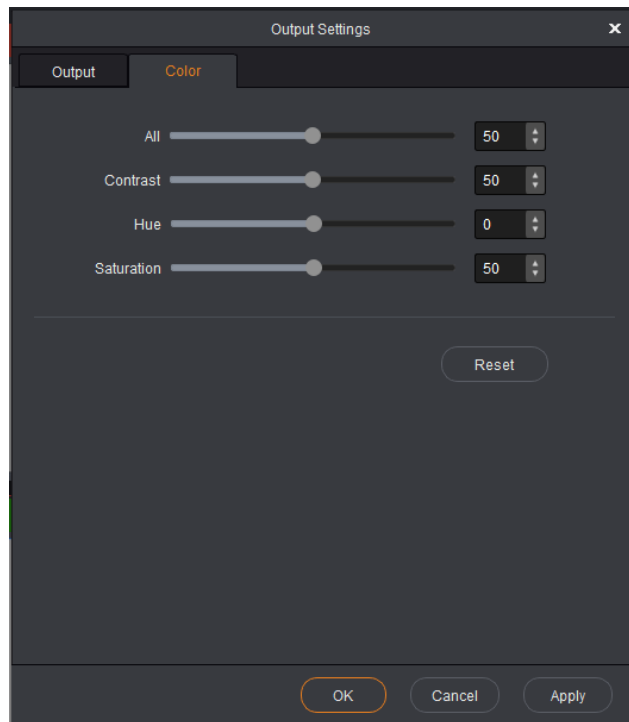 Output Settings
Output Color
All 50
Contrast 50
Hue 0
Saturation 50
Reset
OK Cancel Apply